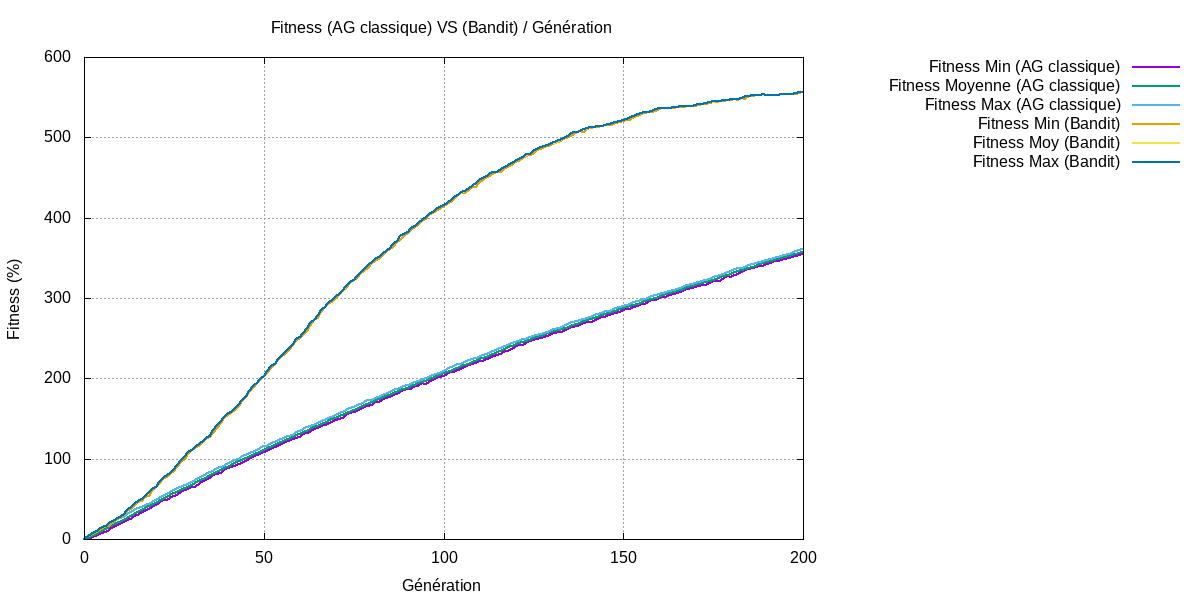 Fitness (AG classique) VS (Bandit) / Génération
600
500
400
300
200
100
0
Fitness (%)
0 50 100 150 200
Génération
Fitness Min (AG classique)
Fitness Moyenne (AG classique)
Fitness Max (AG classique)
Fitness Min (Bandit)
Fitness Moy (Bandit)
Fitness Max (Bandit)